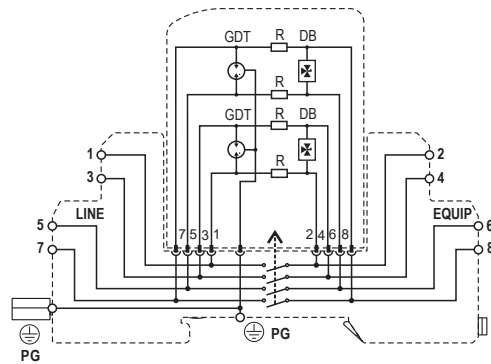 GDT R DB
R
GDT R DB
R
1 2
3 4
LINE EQUIP
7 5 3 1 2 4 6 8
5 6
7 8
PG
PG